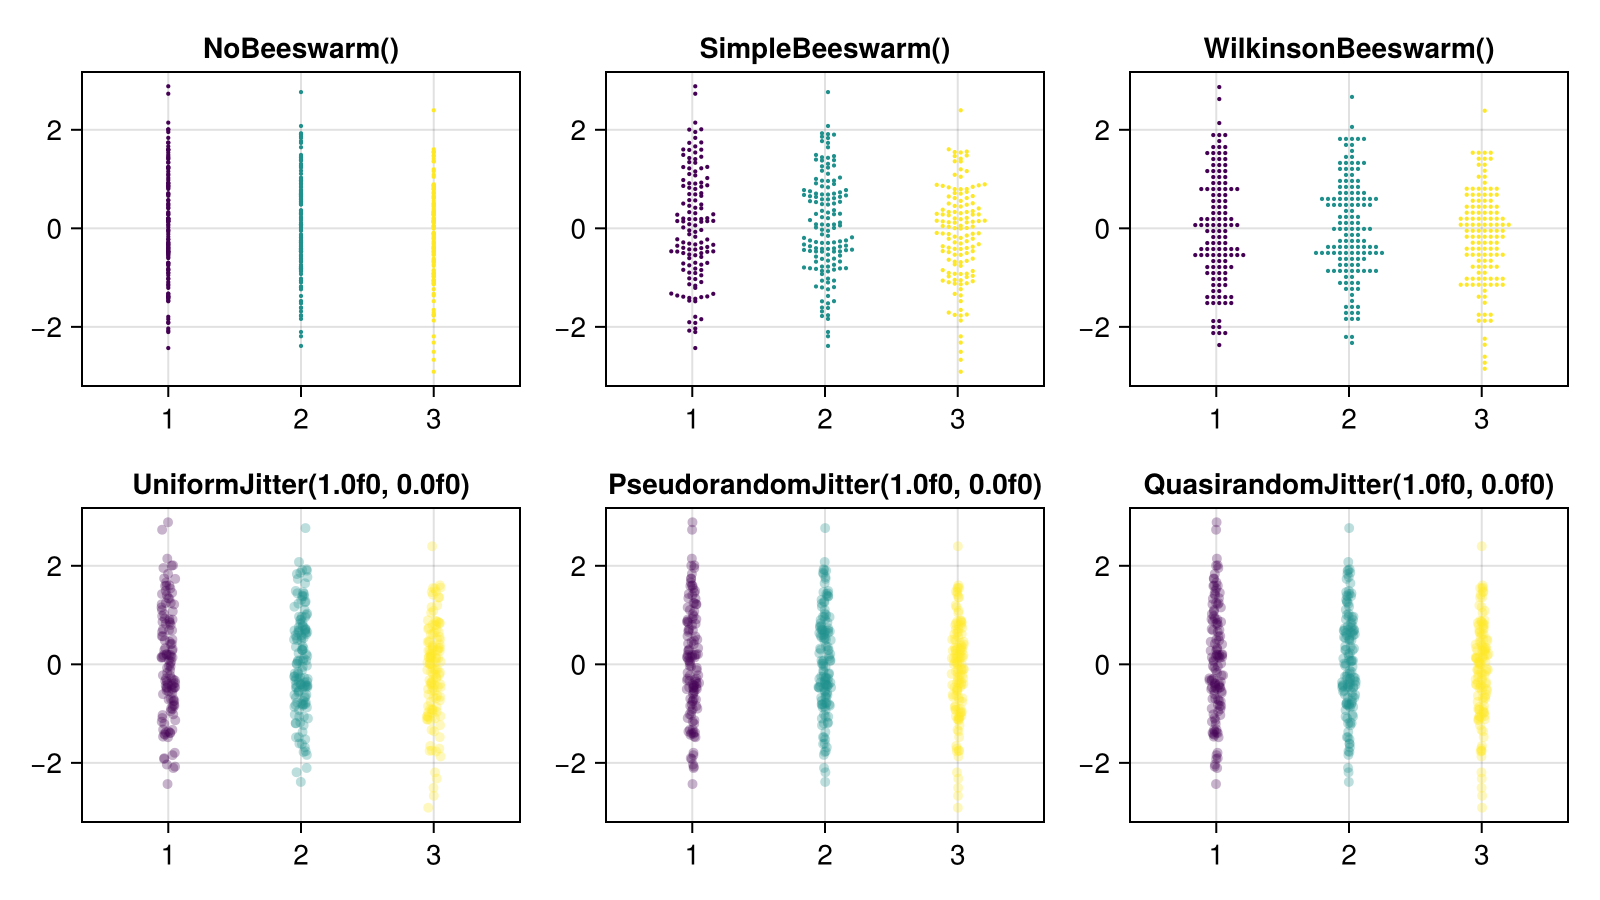 NoBeeswarm()
SimpleBeeswarm()
WilkinsonBeeswarm()
2
0
−2
1 2 3
2
0
−2
1 2 3
2
0
−2
1 2 3
UniformJitter(1.0f0, 0.0f0)
PseudorandomJitter(1.0f0, 0.0f0)
QuasirandomJitter(1.0f0, 0.0f0)
2
0
−2
1 2 3
2
0
−2
1 2 3
2
0
−2
1 2 3